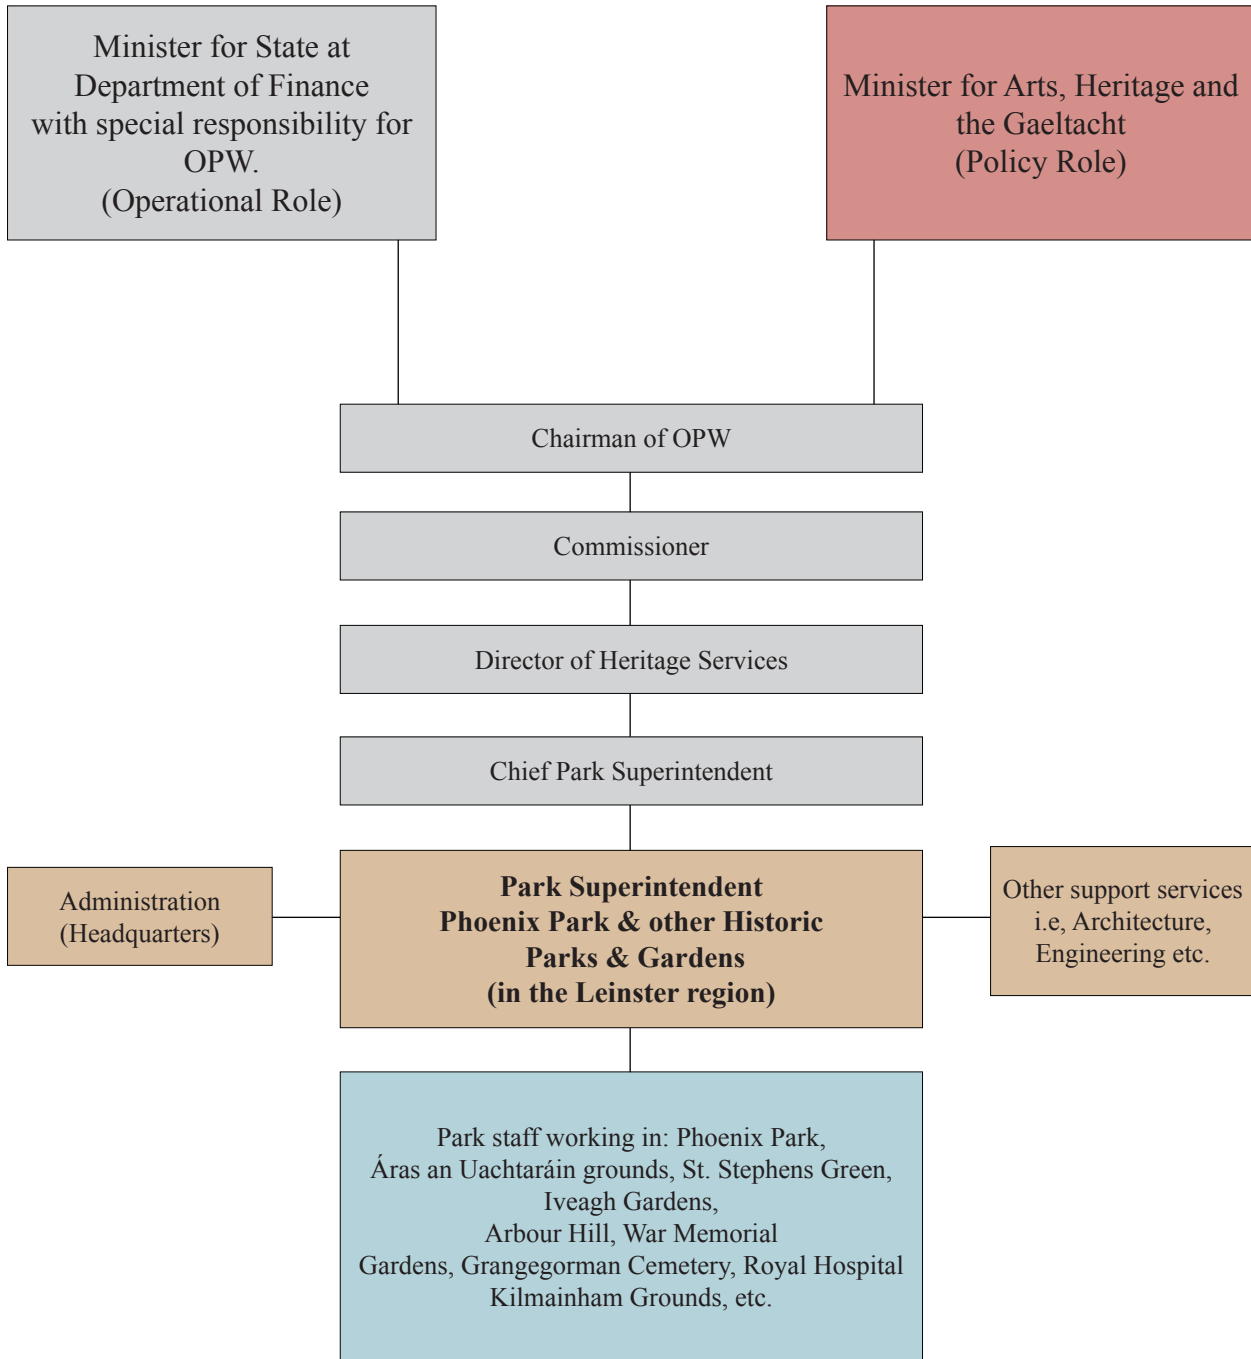 Minister for State at
Department of Finance
with special responsibility for
OPW.
(Operational Role)
Minister for Arts, Heritage and
the Gaeltacht
(Policy Role)
Chairman of OPW
Commissioner
Director of Heritage Services
Chief Park Superintendent
Administration
(Headquarters)
Park Superintendent
Phoenix Park & other Historic
Parks & Gardens
(in the Leinster region)
Other support services
i.e, Architecture,
Engineering etc.
Park staff working in: Phoenix Park,
Áras an Uachtaráin grounds, St. Stephens Green,
Iveagh Gardens,
Arbour Hill, War Memorial
Gardens, Grangegorman Cemetery, Royal Hospital
Kilmainham Grounds, etc.